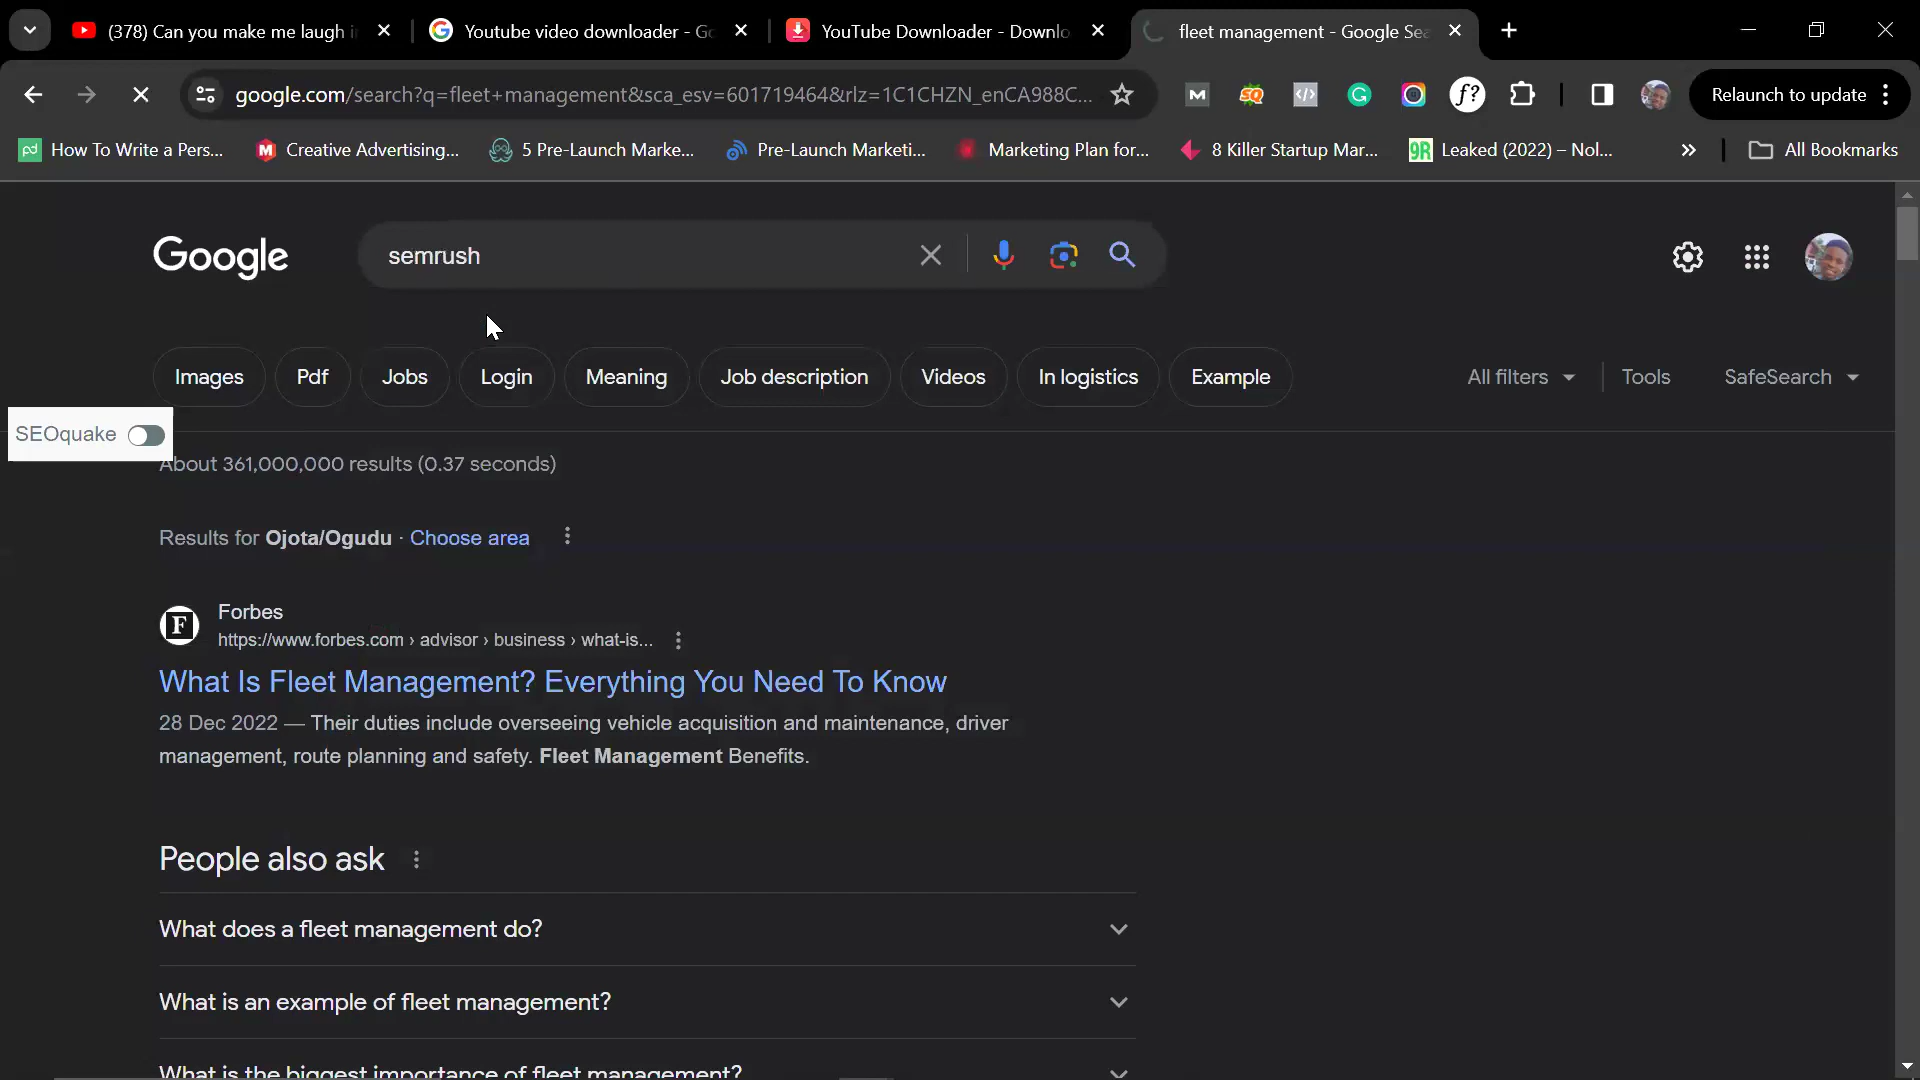 (378) Can you make me laugh i
Youtube video downloader - Go
YouTube Downloader - Downlo
fleet management - Google Sea
google.com/search?q=fleet+management&sca_esv=601719464&rlz=1C1CHZN_enCA988C...
Relaunch to update
How To Write a Pers...
Creative Advertising...
5 Pre-Launch Marke...
Pre-Launch Marketi...
Marketing Plan for...
8 Killer Startup Mar...
Leaked (2022) – Nol...
»
All Bookmarks
Google
semrush
Images
Pdf
Jobs
Login
Meaning
Job description
Videos
In logistics
Example
All filters
Tools
SafeSearch
SEOquake
About 361,000,000 results (0.37 seconds)
Results for Ojota/Ogudu · Choose area
Forbes
https://www.forbes.com › advisor › business › what-is...
What Is Fleet Management? Everything You Need To Know
28 Dec 2022 — Their duties include overseeing vehicle acquisition and maintenance, driver
management, route planning and safety. Fleet Management Benefits.
People also ask
What does a fleet management do?
What is an example of fleet management?
What is the biggest importance of fleet management?